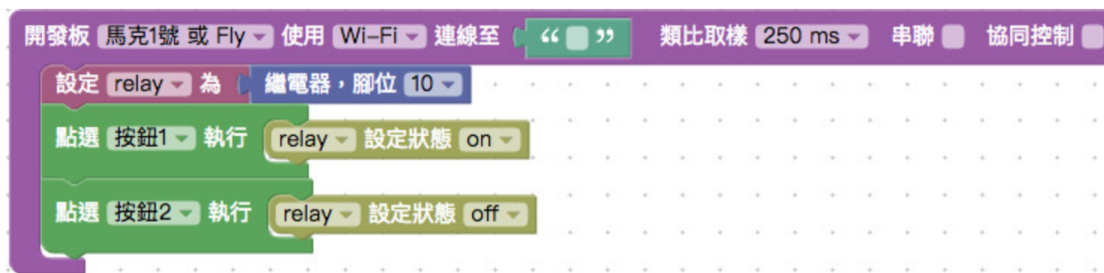 開發板 馬克1號 或 Fly 使用 Wi-Fi 連線至 “ ” 類比取樣 250 ms 串聯 協同控制
設定 relay 為 繼電器，腳位 10
點選 按鈕1 執行 relay 設定狀態 on
點選 按鈕2 執行 relay 設定狀態 off